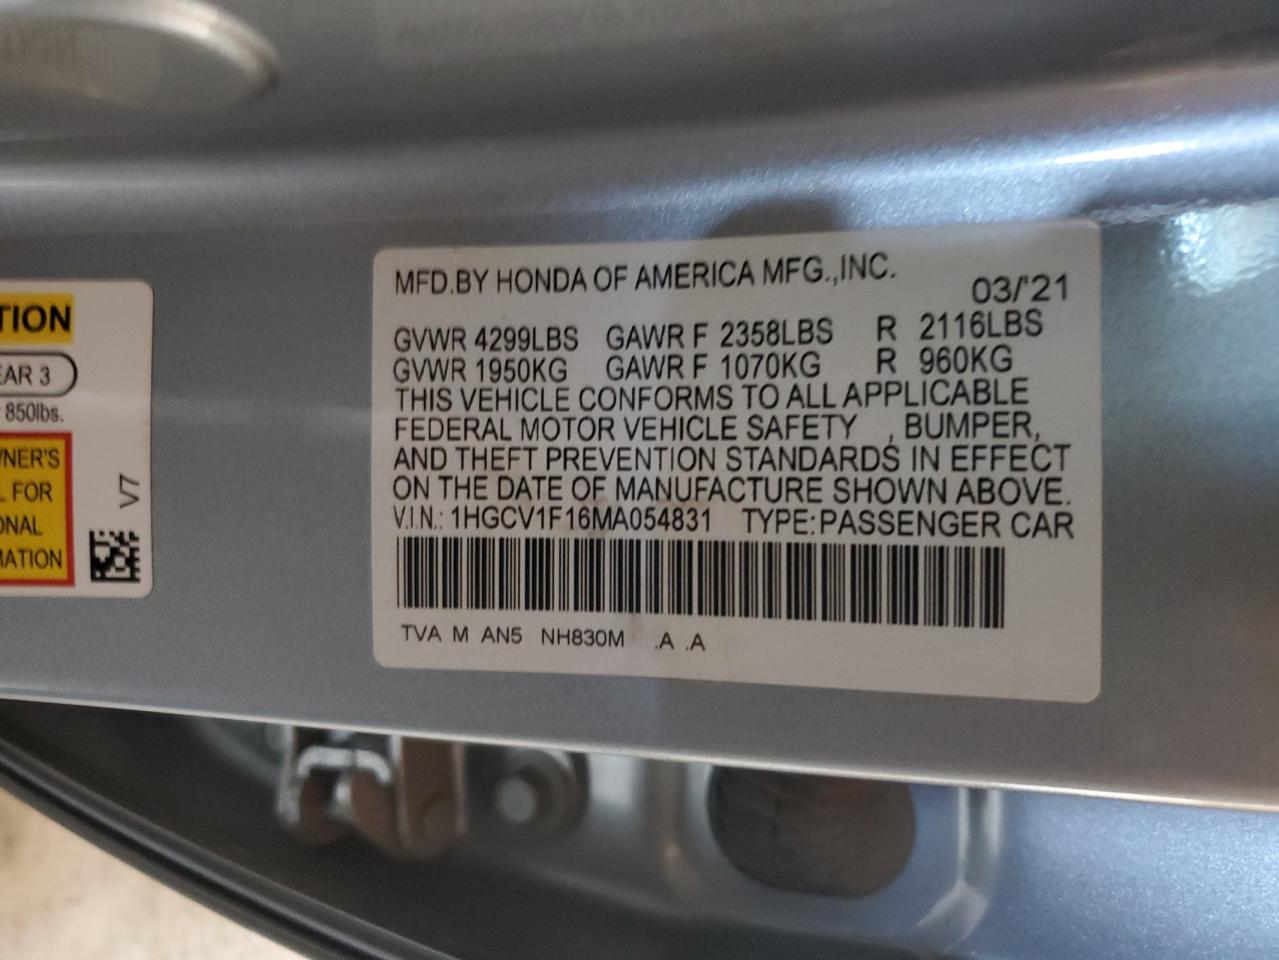 MFD.BY HONDA OF AMERICA MFG.,INC.
03/'21
GVWR 4299LBS GAWR F 2358LBS R 2116LBS
GVWR 1950KG GAWR F 1070KG R 960KG
THIS VEHICLE CONFORMS TO ALL APPLICABLE
FEDERAL MOTOR VEHICLE SAFETY , BUMPER,
AND THEFT PREVENTION STANDARDS IN EFFECT
ON THE DATE OF MANUFACTURE SHOWN ABOVE.
V.I.N.: 1HGCV1F16MA054831 TYPE:PASSENGER CAR
TVA M AN5 NH830M .A .A
TION
EAR 3
850lbs.
NER'S
L FOR
ONAL
MATION
V7